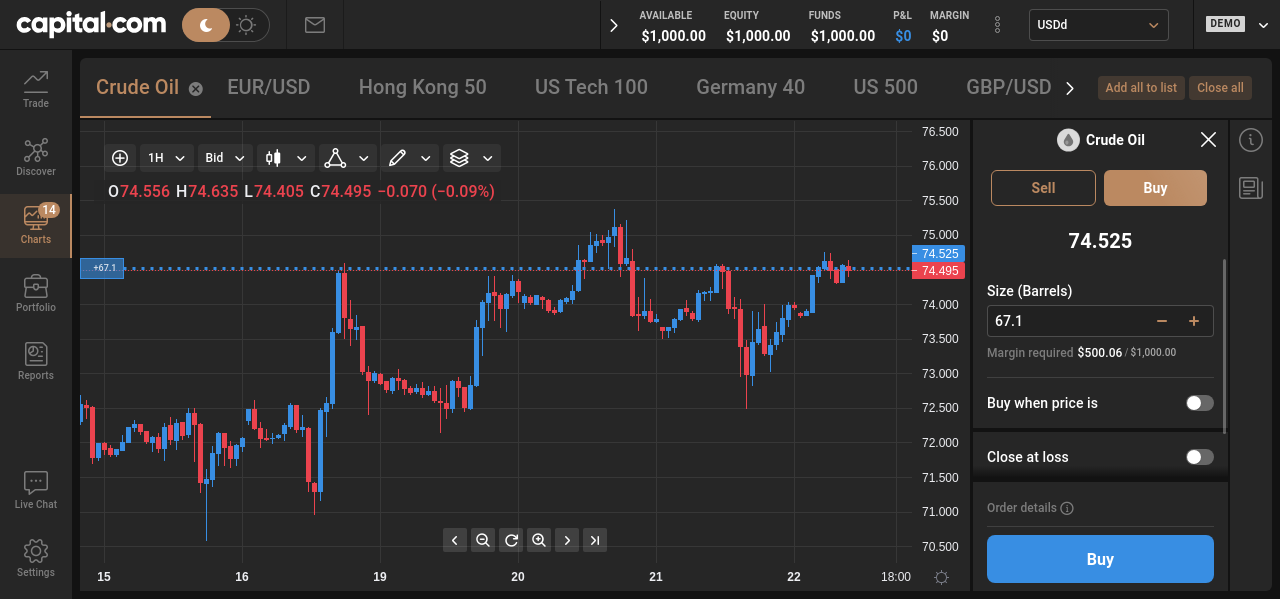 capital.com
AVAILABLE EQUITY FUNDS P&L MARGIN
$1,000.00 $1,000.00 $1,000.00 $0 $0
USDd
DEMO
Trade
Discover
14
Charts
Portfolio
Reports
Live Chat
Settings
Crude Oil EUR/USD Hong Kong 50 US Tech 100 Germany 40 US 500 GBP/USD
Add all to list Close all
1H Bid
O74.556 H74.635 L74.405 C74.495 −0.070 (−0.09%)
+67.1
76.500
76.000
75.500
75.000
74.525
74.495
74.000
73.500
73.000
72.500
72.000
71.500
71.000
70.500
15 16 19 20 21 22 18:00
Crude Oil
Sell Buy
74.525
Size (Barrels)
67.1
Margin required $500.06 / $1,000.00
Buy when price is
Close at loss
Order details
Buy